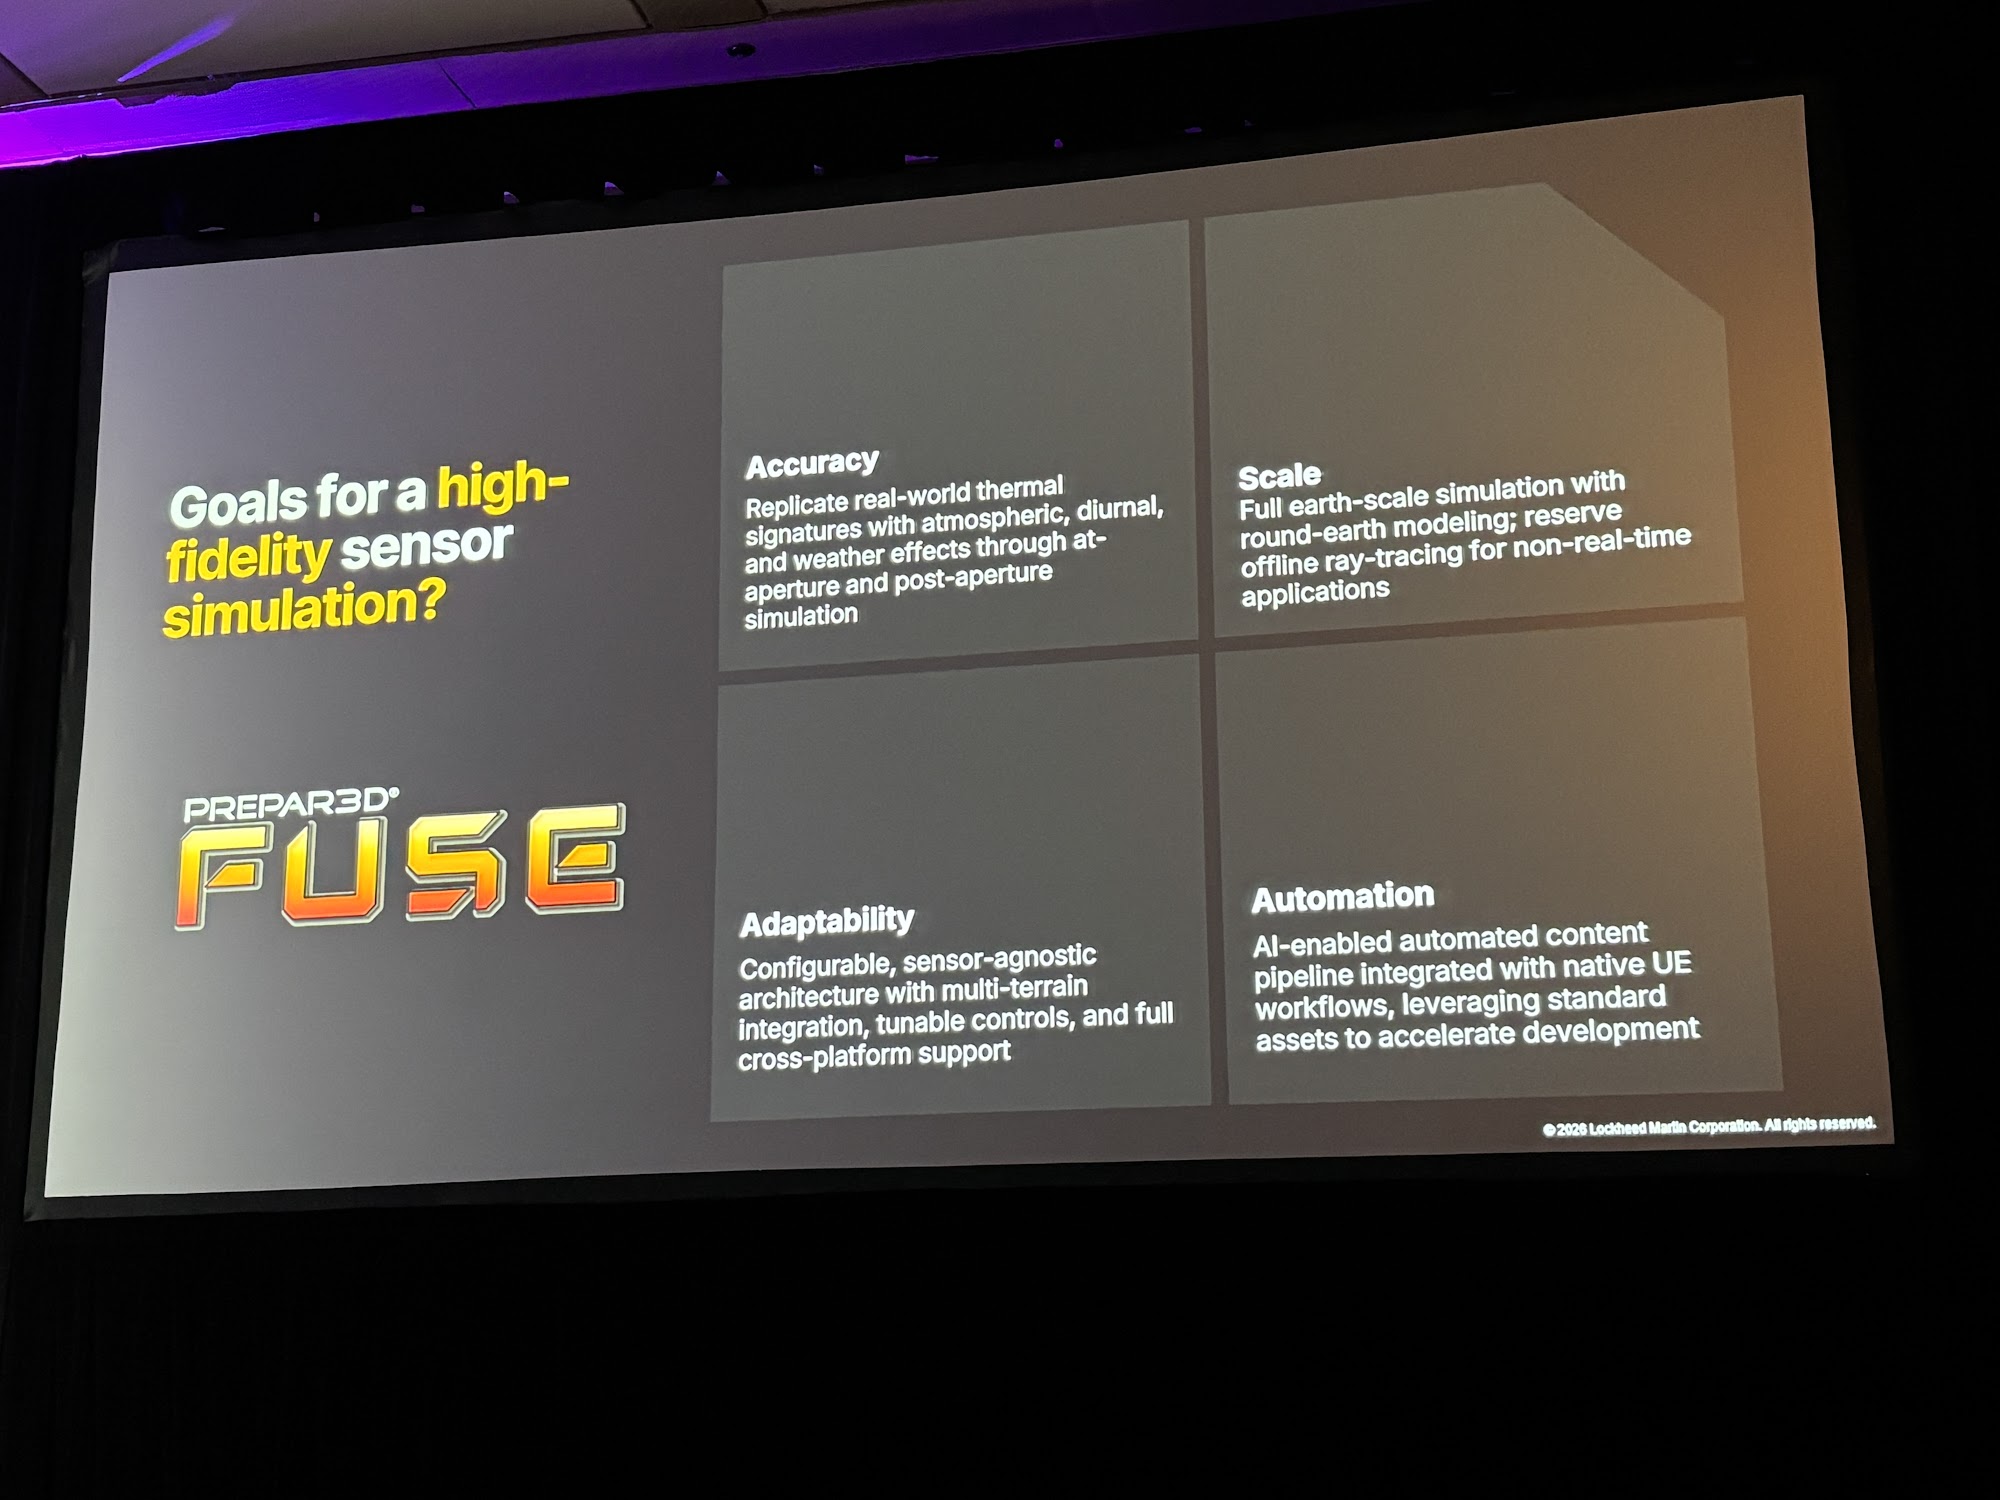 Goals for a high-
fidelity sensor
simulation?
PREPAR3D®
FUSE
Accuracy
Replicate real-world thermal
signatures with atmospheric, diurnal,
and weather effects through at-
aperture and post-aperture
simulation
Scale
Full earth-scale simulation with
round-earth modeling; reserve
offline ray-tracing for non-real-time
applications
Adaptability
Configurable, sensor-agnostic
architecture with multi-terrain
integration, tunable controls, and full
cross-platform support
Automation
AI-enabled automated content
pipeline integrated with native UE
workflows, leveraging standard
assets to accelerate development
© 2026 Lockheed Martin Corporation. All rights reserved.